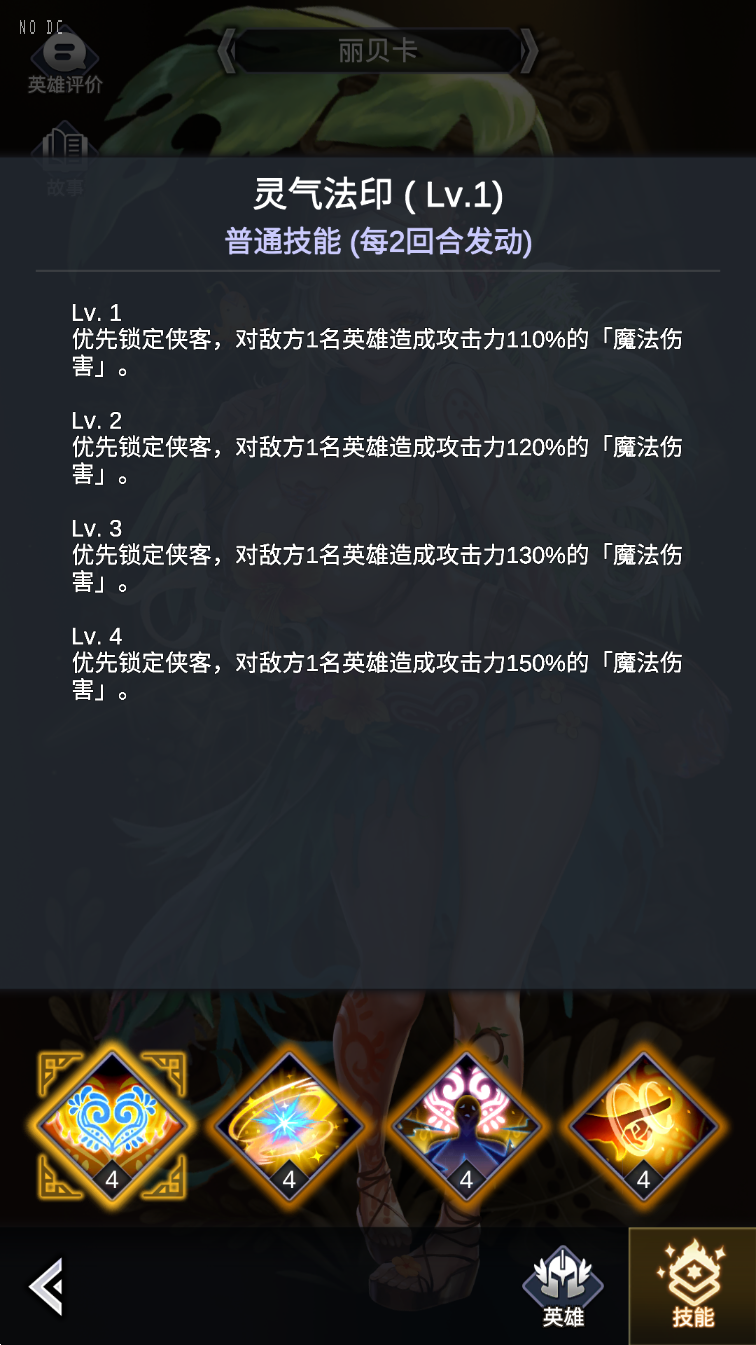 NO DC
丽贝卡
英雄评价
故事
灵气法印 ( Lv.1)
普通技能 (每2回合发动)
Lv. 1
优先锁定侠客，对敌方1名英雄造成攻击力110%的「魔法伤
害」。
Lv. 2
优先锁定侠客，对敌方1名英雄造成攻击力120%的「魔法伤
害」。
Lv. 3
优先锁定侠客，对敌方1名英雄造成攻击力130%的「魔法伤
害」。
Lv. 4
优先锁定侠客，对敌方1名英雄造成攻击力150%的「魔法伤
害」。
4
4
4
4
英雄
技能